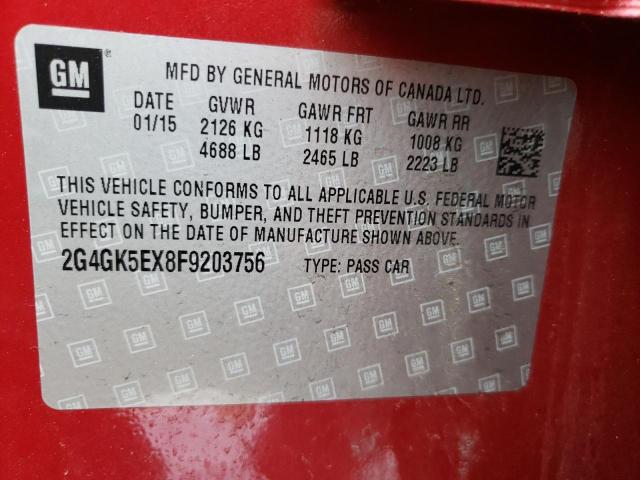 GM ®
MFD BY GENERAL MOTORS OF CANADA LTD.
DATE GVWR GAWR FRT GAWR RR
01/15 2126 KG 1118 KG 1008 KG
4688 LB 2465 LB 2223 LB
THIS VEHICLE CONFORMS TO ALL APPLICABLE U.S. FEDERAL MOTOR
VEHICLE SAFETY, BUMPER, AND THEFT PREVENTION STANDARDS IN
EFFECT ON THE DATE OF MANUFACTURE SHOWN ABOVE.
2G4GK5EX8F9203756 TYPE: PASS CAR